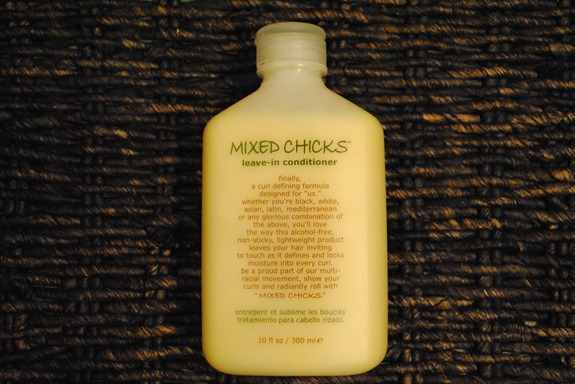 MIXED CHICKS™
leave-in conditioner
finally,
a curl defining formula
designed for "us."
whether you're black, white,
asian, latin, mediterranean
or any glorious combination of
the above, you'll love
the way this alcohol-free,
non-sticky, lightweight product
leaves your hair inviting
to touch as it defines and locks
moisture into every curl.
be a proud part of our multi-
racial movement, show your
curls and radiantly roll with
"MIXED CHICKS."
entretient et sublime les boucles
tratamiento para cabello rizado
10 fl oz / 300 ml ℮